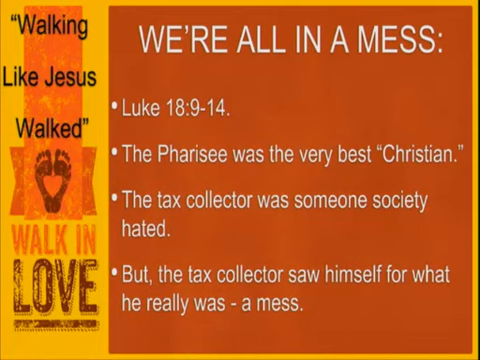 “Walking
Like Jesus
Walked”
WALK IN
LOVE
WE'RE ALL IN A MESS:
• Luke 18:9-14.
• The Pharisee was the very best “Christian.”
• The tax collector was someone society
hated.
• But, the tax collector saw himself for what
he really was - a mess.